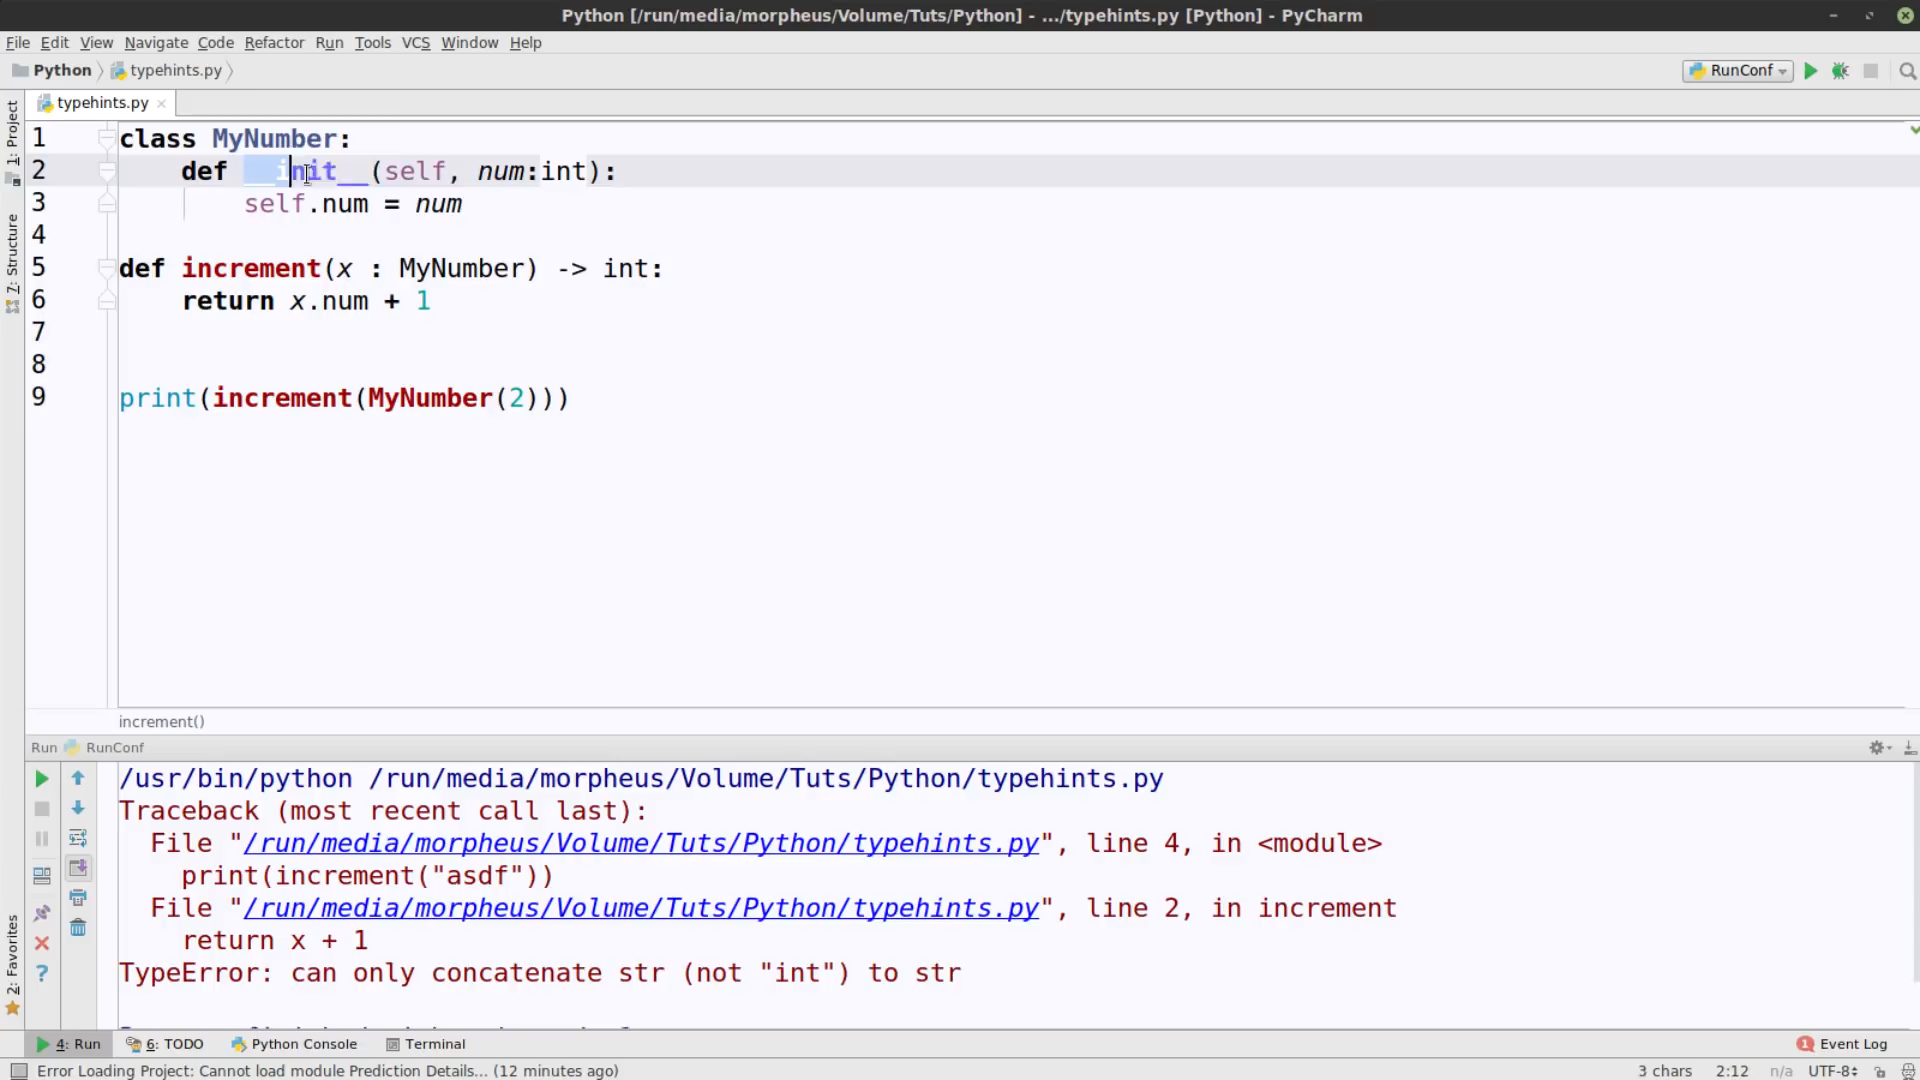 Python [/run/media/morpheus/Volume/Tuts/Python] - .../typehints.py [Python] - PyCharm
File Edit View Navigate Code Refactor Run Tools VCS Window Help
Python typehints.py RunConf
typehints.py
1: Project
7: Structure
2: Favorites
1 class MyNumber:
2 def __init__(self, num:int):
3 self.num = num
4
5 def increment(x : MyNumber) -> int:
6 return x.num + 1
7
8
9 print(increment(MyNumber(2)))
increment()
Run RunConf
/usr/bin/python /run/media/morpheus/Volume/Tuts/Python/typehints.py
Traceback (most recent call last):
File "/run/media/morpheus/Volume/Tuts/Python/typehints.py", line 4, in <module>
print(increment("asdf"))
File "/run/media/morpheus/Volume/Tuts/Python/typehints.py", line 2, in increment
return x + 1
TypeError: can only concatenate str (not "int") to str
4: Run 6: TODO Python Console Terminal 1 Event Log
Error Loading Project: Cannot load module Prediction Details... (12 minutes ago) 3 chars 2:12 n/a UTF-8